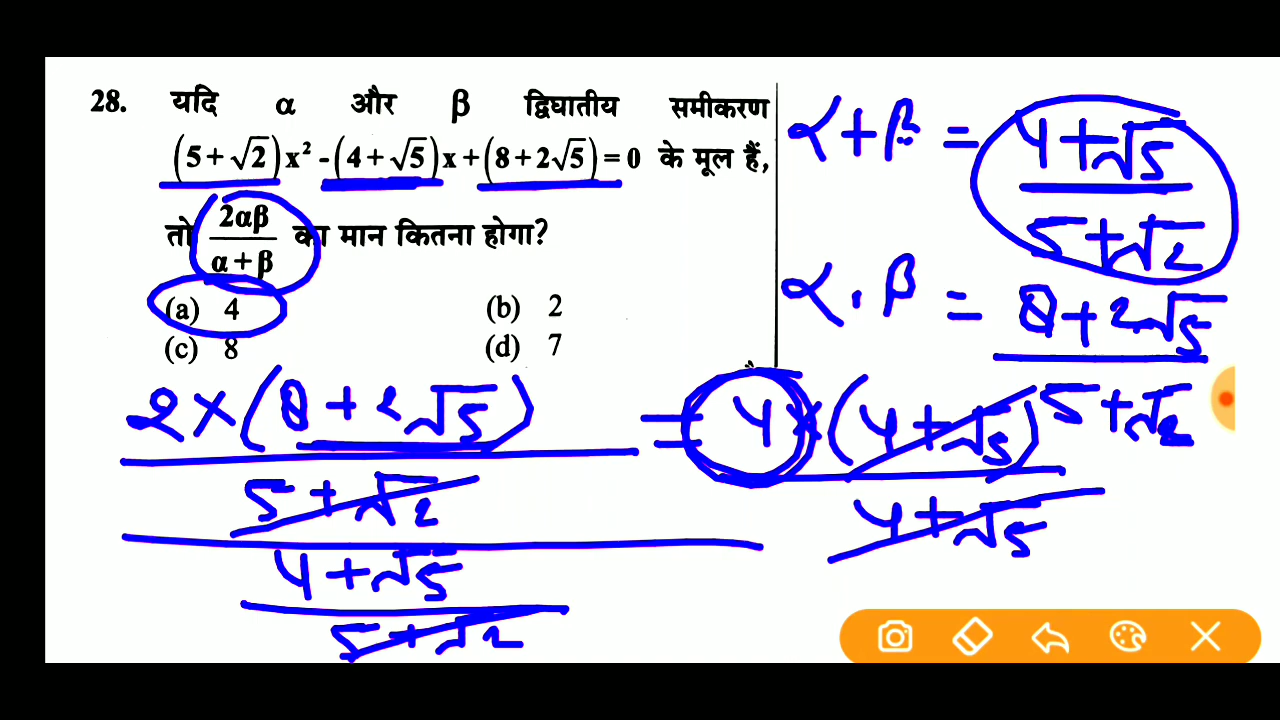 28. यदि α और β द्विघातीय समीकरण
(5 + √2)x² - (4 + √5)x + (8 + 2√5) = 0 के मूल हैं,
तो 2αβ / α + β का मान कितना होगा?
(a) 4 (b) 2
(c) 8 (d) 7
α + β = 4 + √5 / 5 + √2
α . β = 8 + 2√5 / 5 + √2
2 × (8 + 2√5) = 4 × (4 + √5)
5 + √2 4 + √5
4 + √5
5 + √2